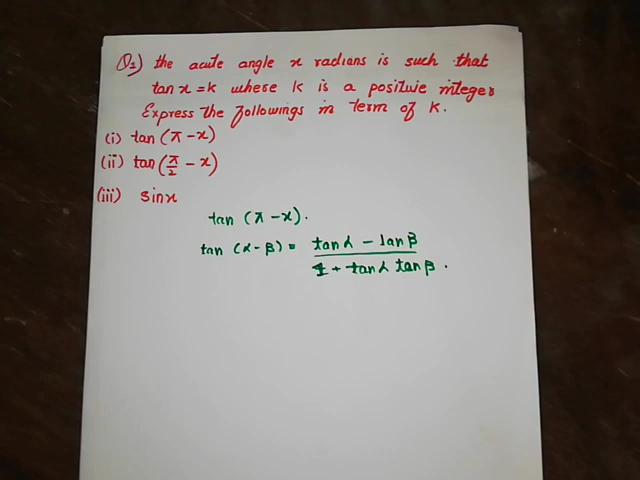 Q1) the acute angle x radians is such that
tan x = k where k is a positive integer
Express the followings in term of k.
(i) tan (π - x)
(ii) tan (π/2 - x)
(iii) sin x
tan (π - x).
tan (α - β) = tan α - tan β / 1 + tan α tan β .